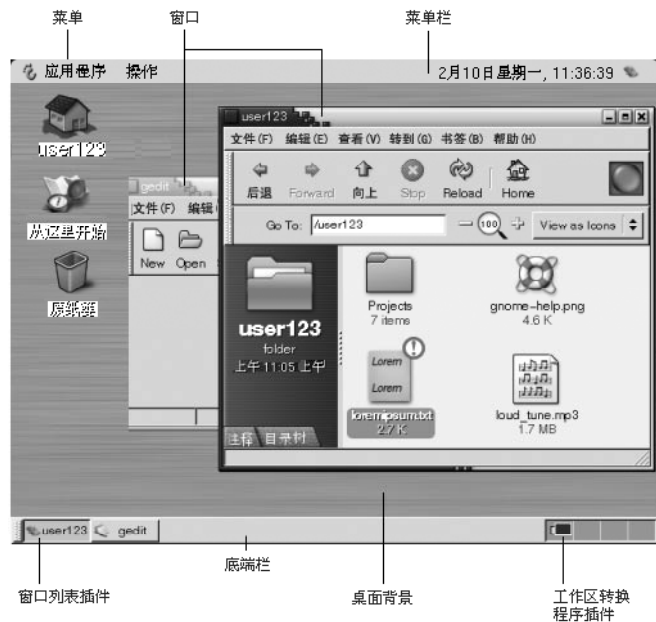 菜单 窗口 菜单栏
应用程序 操作 2月10日星期一, 11:36:39
user123
从这里开始
废纸篓
gedit
文件(F) 编辑(
New Open
user123
文件(F) 编辑(E) 查看(V) 转到(G) 书签(B) 帮助(H)
后退 Forward 向上 Stop Reload Home
Go To: /user123 100 View as Icons
user123
folder
上午 11:05 上午
注释 目录树
Projects
7 items
gnome-help.png
4.6 K
Lorem
Lorem
loremipsum.txt
2.7 K
loud_tune.mp3
1.7 MB
user123 gedit
底端栏
窗口列表插件 桌面背景 工作区转换
程序插件